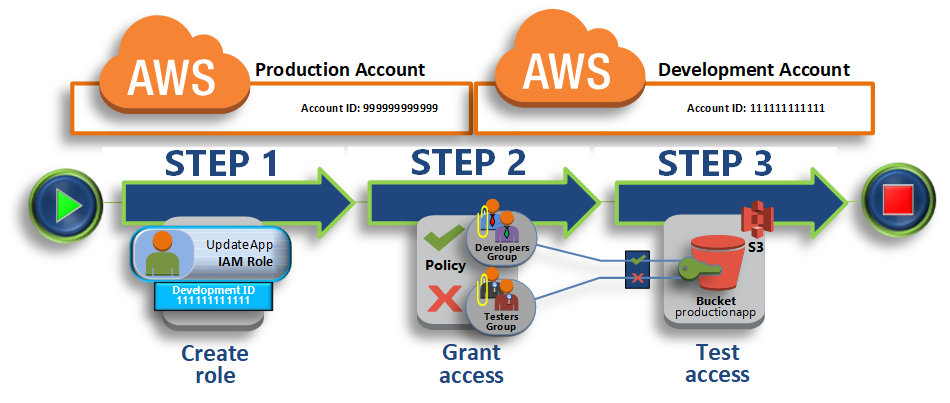 AWS
Production Account
Account ID: 999999999999
AWS
Development Account
Account ID: 111111111111
STEP 1
STEP 2
STEP 3
UpdateApp
IAM Role
Development ID
111111111111
Create
role
Policy
Developers
Group
Testers
Group
Grant
access
S3
Bucket
productionapp
Test
access